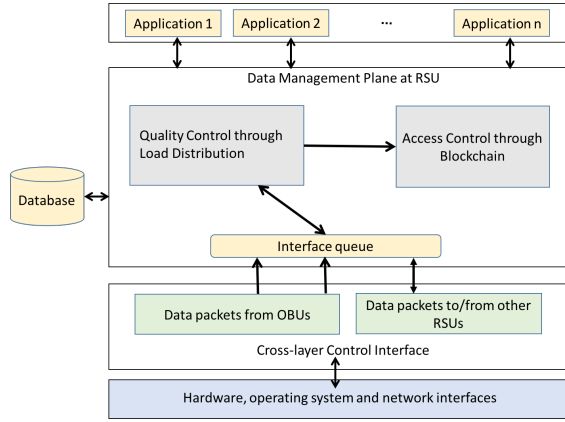 Application 1
Application 2
...
Application n
Data Management Plane at RSU
Quality Control through
Load Distribution
Access Control through
Blockchain
Database
Interface queue
Data packets from OBUs
Data packets to/from other
RSUs
Cross-layer Control Interface
Hardware, operating system and network interfaces